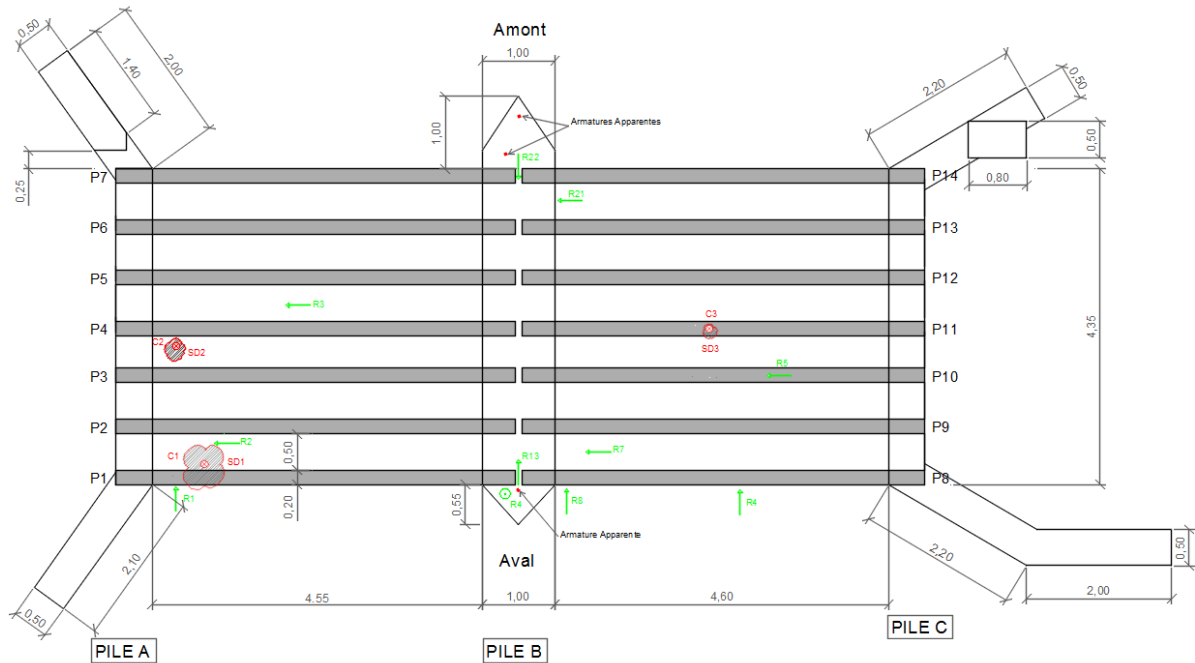 0,50
1,40
2,00
Amont
1,00
2,20
0,50
1,00
Armatures Apparentes
0,50
0,25
R22
0,80
P7
P14
R21
P6
P13
P5
P12
R3
P4
C3
P11
C2
SD2
SD3
4,35
P3
R5
P10
P2
P9
R2
0,50
C1
SD1
R7
P1
P8
R1
0,20
0,55
R4
R13
R6
R4
Armature Apparente
0,50
2,10
Aval
2,20
0,50
4.55
1,00
4,60
2,00
PILE A
PILE B
PILE C